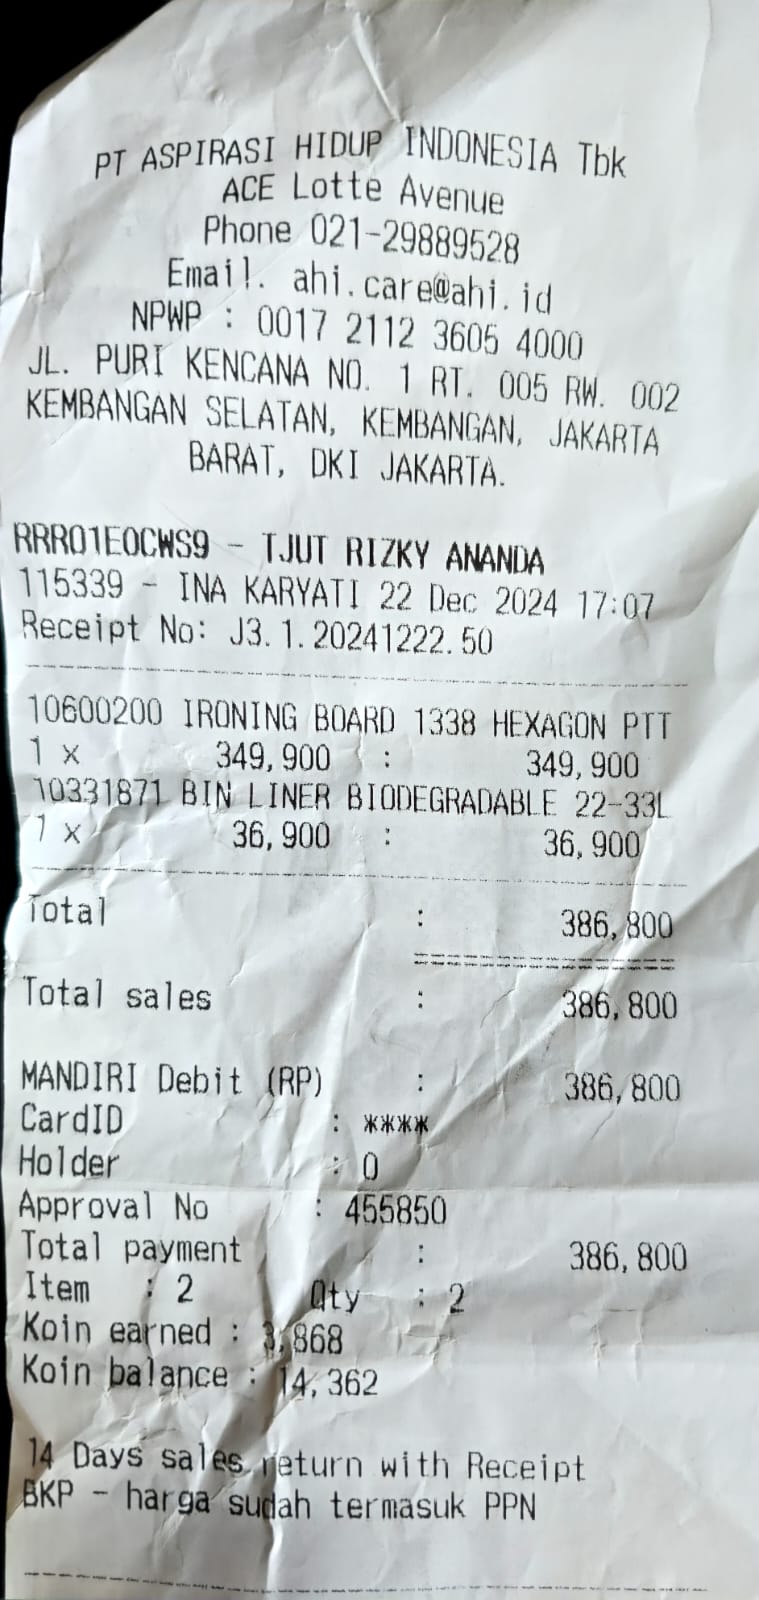 PT ASPIRASI HIDUP INDONESIA Tbk
ACE Lotte Avenue
Phone 021-29889528
Email. ahi.care@ahi.id
NPWP : 0017 2112 3605 4000
JL. PURI KENCANA NO. 1 RT. 005 RW. 002
KEMBANGAN SELATAN, KEMBANGAN, JAKARTA
BARAT, DKI JAKARTA.
RRR01EOCWS9 - TJUT RIZKY ANANDA
115339 - INA KARYATI 22 Dec 2024 17:07
Receipt No: J3.1.20241222.50
10600200 IRONING BOARD 1338 HEXAGON PTT
1 x 349,900 : 349,900
10331871 BIN LINER BIODEGRADABLE 22-33L
1 x 36,900 : 36,900
Total : 386,800
Total sales : 386,800
MANDIRI Debit (RP) : 386,800
CardID : ****
Holder : 0
Approval No : 455850
Total payment : 386,800
Item : 2 Qty : 2
Koin earned : 3,868
Koin balance : 14,362
14 Days sales return with Receipt
BKP - harga sudah termasuk PPN